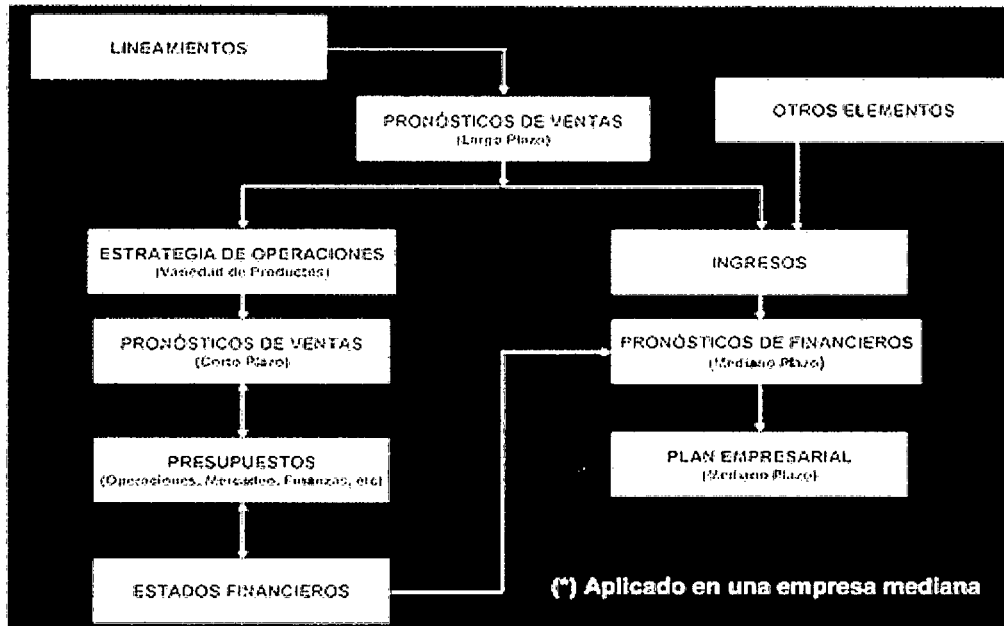 LINEAMIENTOS
PRONÓSTICOS DE VENTAS
(Largo Plazo)
OTROS ELEMENTOS
ESTRATEGIA DE OPERACIONES
(Variedad de Productos)
INGRESOS
PRONÓSTICOS DE VENTAS
(Corto Plazo)
PRONÓSTICOS DE FINANCIEROS
(Mediano Plazo)
PRESUPUESTOS
(Operaciones, Mercadeo, Finanzas, etc)
PLAN EMPRESARIAL
(Mediano Plazo)
ESTADOS FINANCIEROS
(*) Aplicado en una empresa mediana